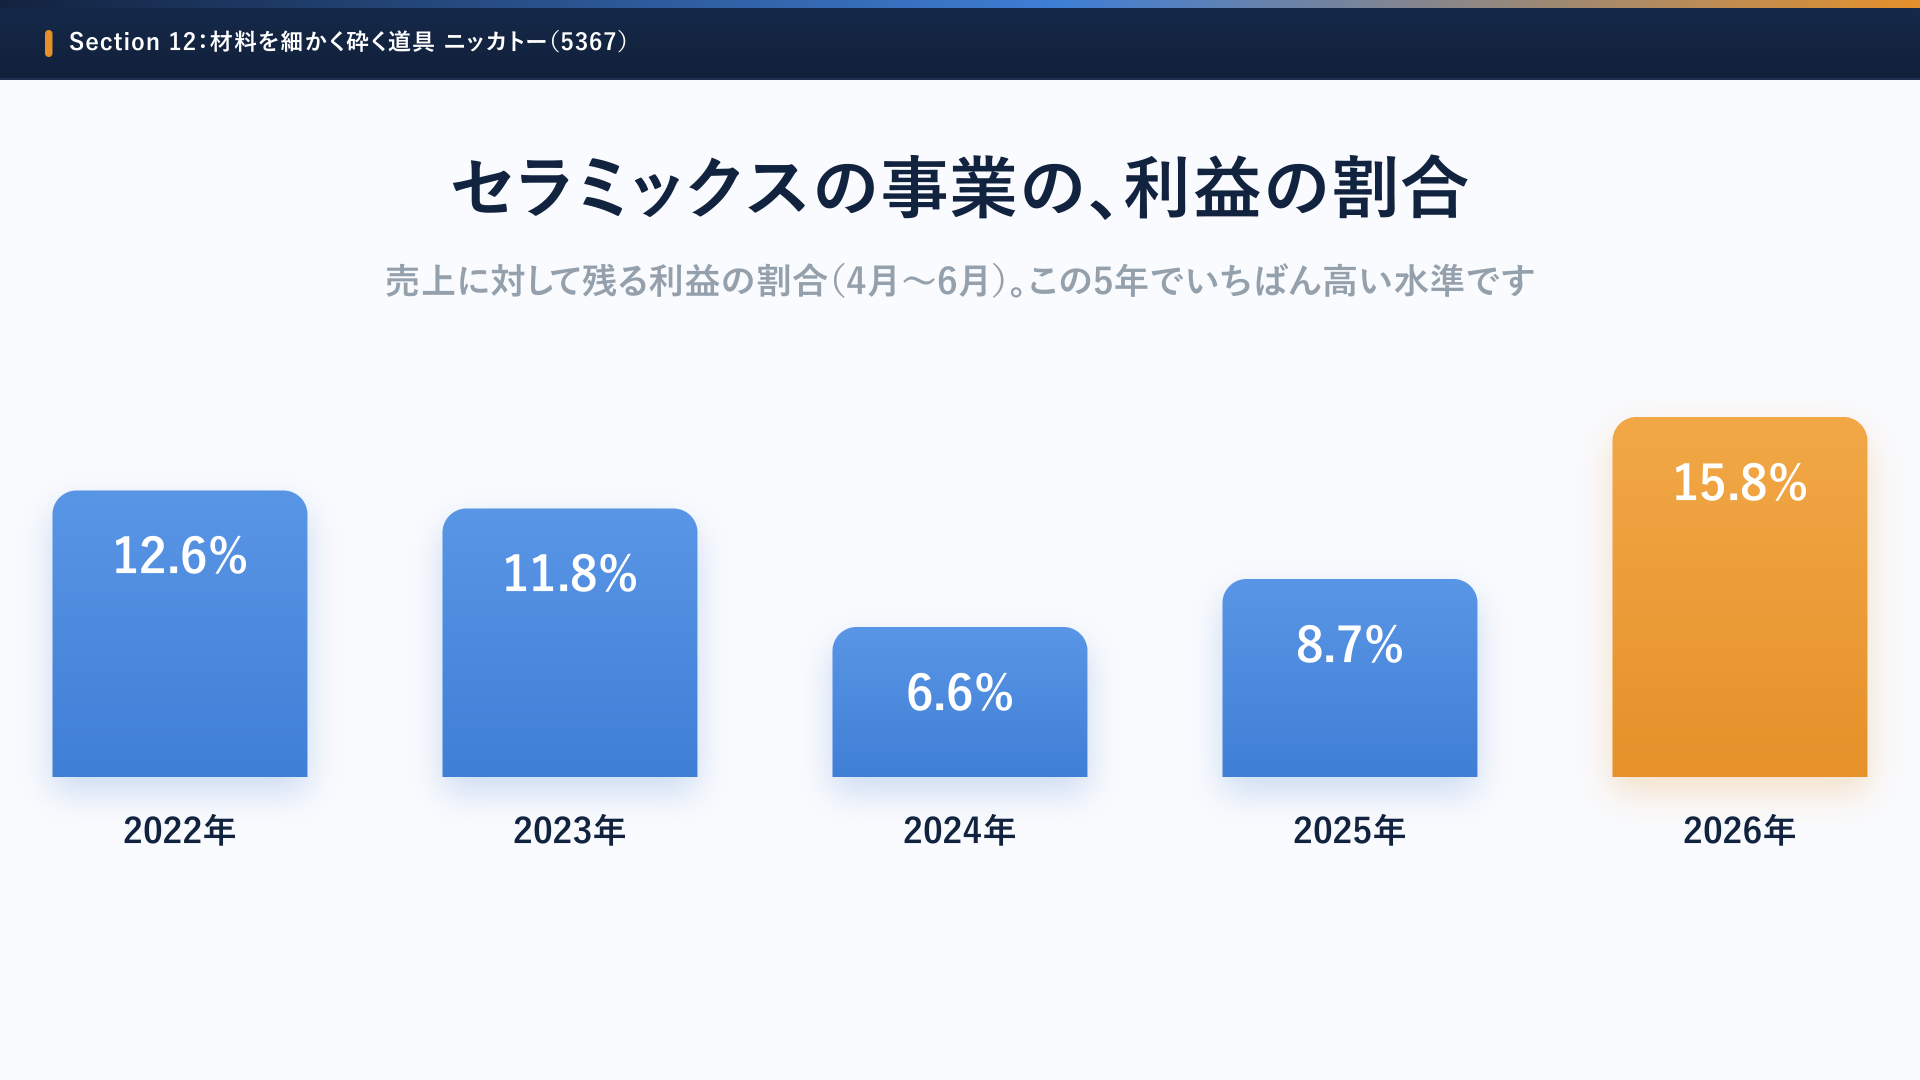 Section 12：材料を細かく砕く道具 ニッカトー（5367）
セラミックスの事業の、利益の割合
売上に対して残る利益の割合（4月〜6月）。この5年でいちばん高い水準です
12.6%
11.8%
6.6%
8.7%
15.8%
2022年
2023年
2024年
2025年
2026年